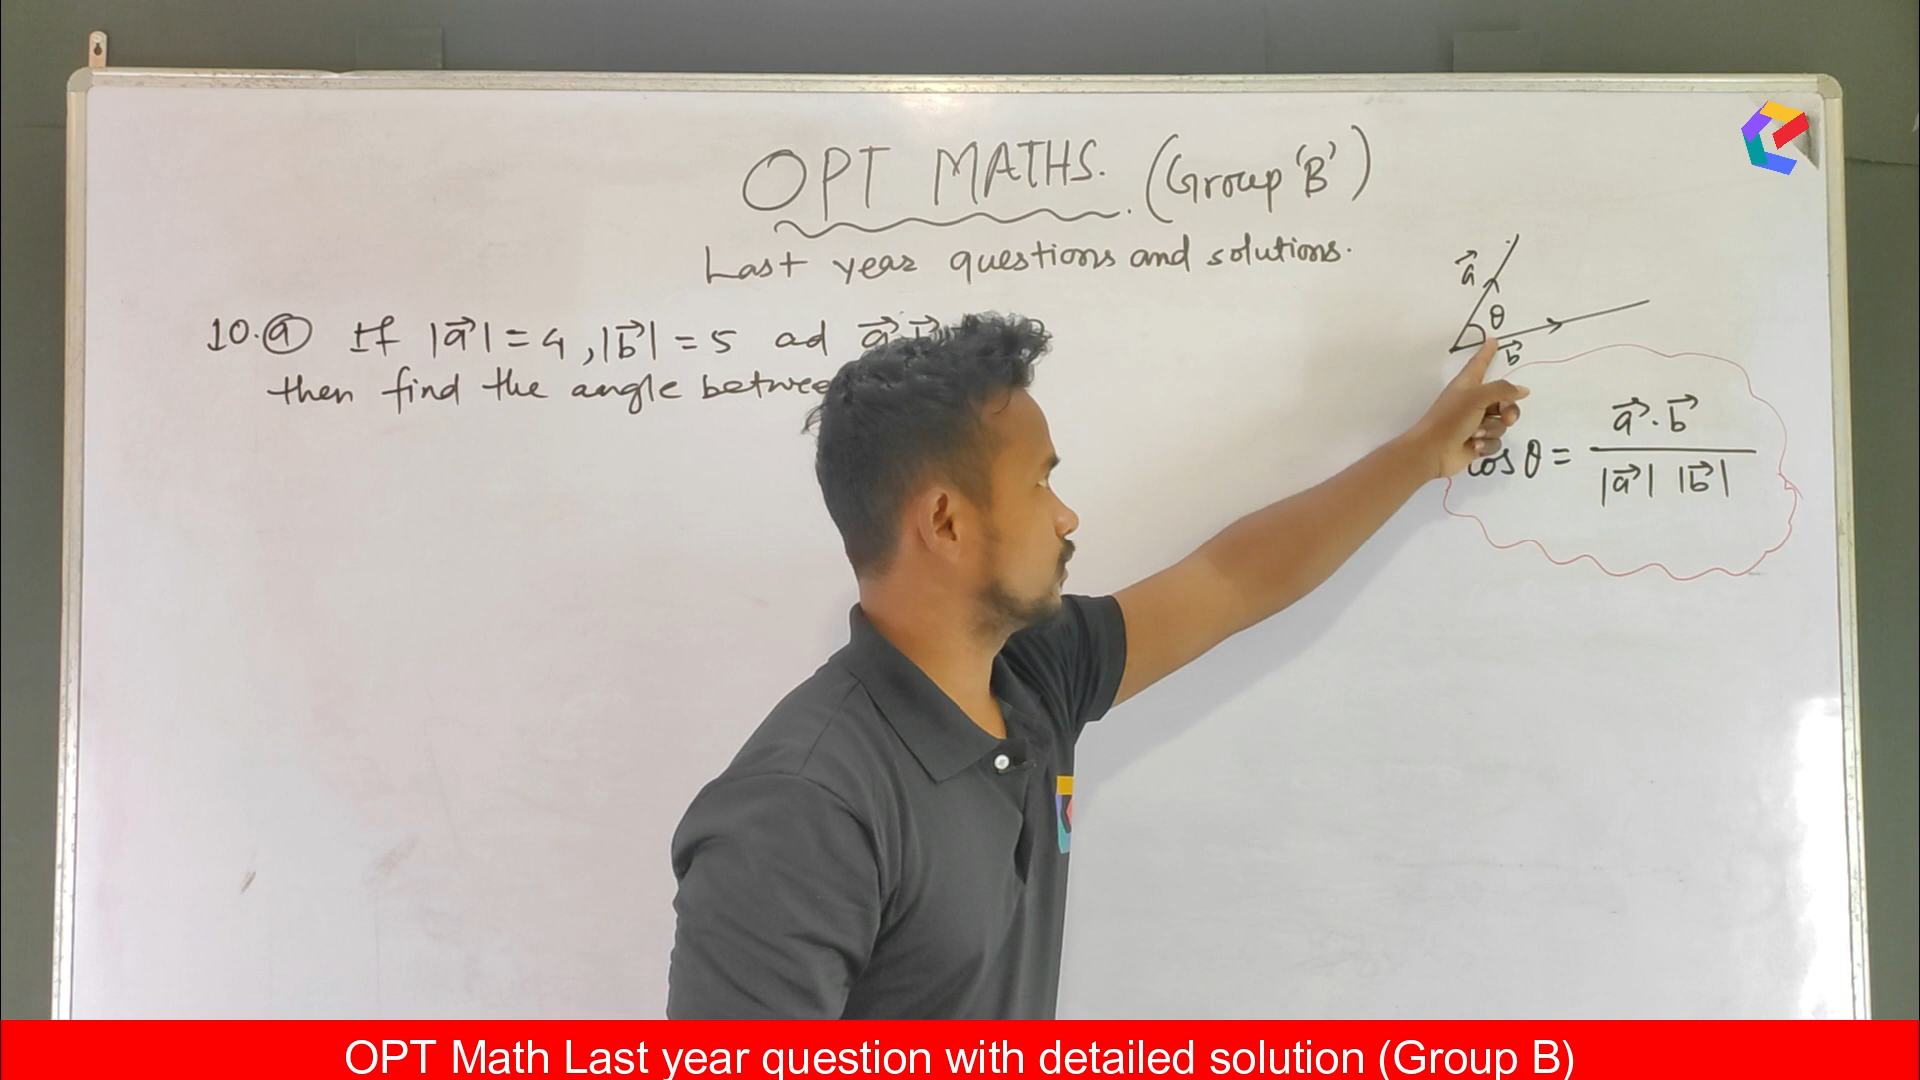 OPT MATHS. (Group 'B')
Last year questions and solutions.
10.(a) If |a⃗| = 4, |b⃗| = 5 ad a⃗.b⃗
then find the angle
a⃗
θ
b⃗
cos θ = a⃗.b⃗
|a⃗| |b⃗|
OPT Math Last year question with detailed solution (Group B)